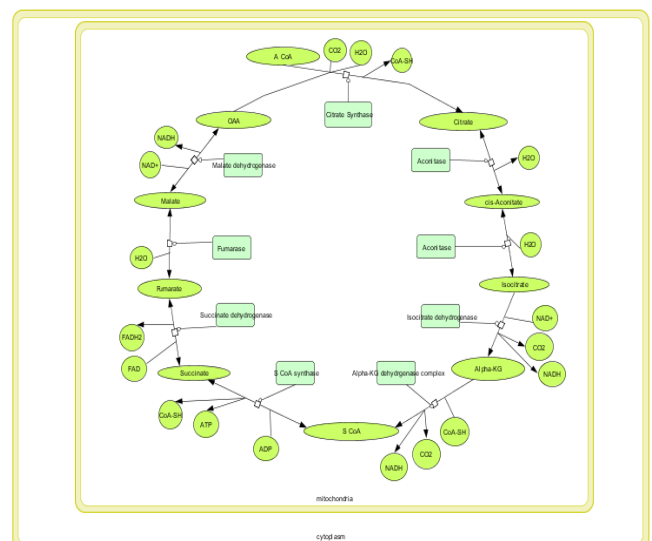 A CoA
CO2
H2O
CoA-SH
Citrate Synthase
OAA
Citrate
NADH
NAD+
Malate dehydrogenase
Aconitase
H2O
Malate
cis-Aconitate
Fumarase
Aconitase
H2O
H2O
Fumarate
Isocitrate
Succinate dehydrogenase
Isocitrate dehydrogenase
NAD+
FADH2
CO2
FAD
Succinate
S CoA synthase
Alpha-KG dehydrgenase complex
Alpha-KG
NADH
CoA-SH
ATP
ADP
S CoA
CoA-SH
CO2
NADH
mitochondria
cytoplasm